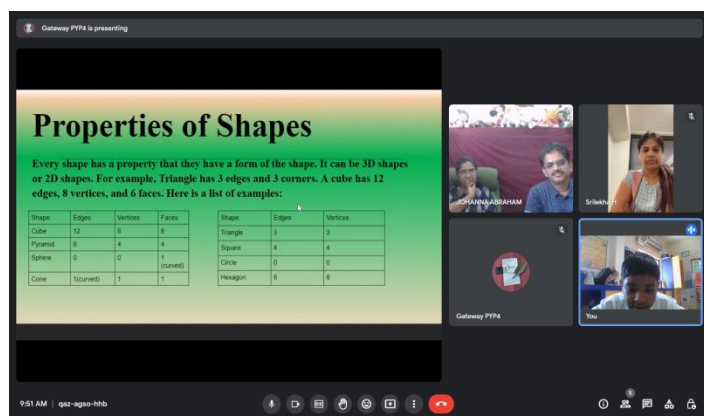 Gateway PYP4 is presenting
Properties of Shapes
Every shape has a property that they have a form of the shape. It can be 3D shapes
or 2D shapes. For example, Triangle has 3 edges and 3 corners. A cube has 12
edges, 8 vertices, and 6 faces. Here is a list of examples:
Shape: Edges: Vertices: Faces:
Cube 12 8 6
Pyramid 6 4 4
Sphere 0 0 1 (curved)
Cone 1(curved) 1 1
Shape: Edges: Vertices:
Triangle 3 3
Square 4 4
Circle 0 0
Hexagon 6 6
JOHANNA ABRAHAM
Gateway PYP4
You
9:51 AM | qaz-agso-hhb
6